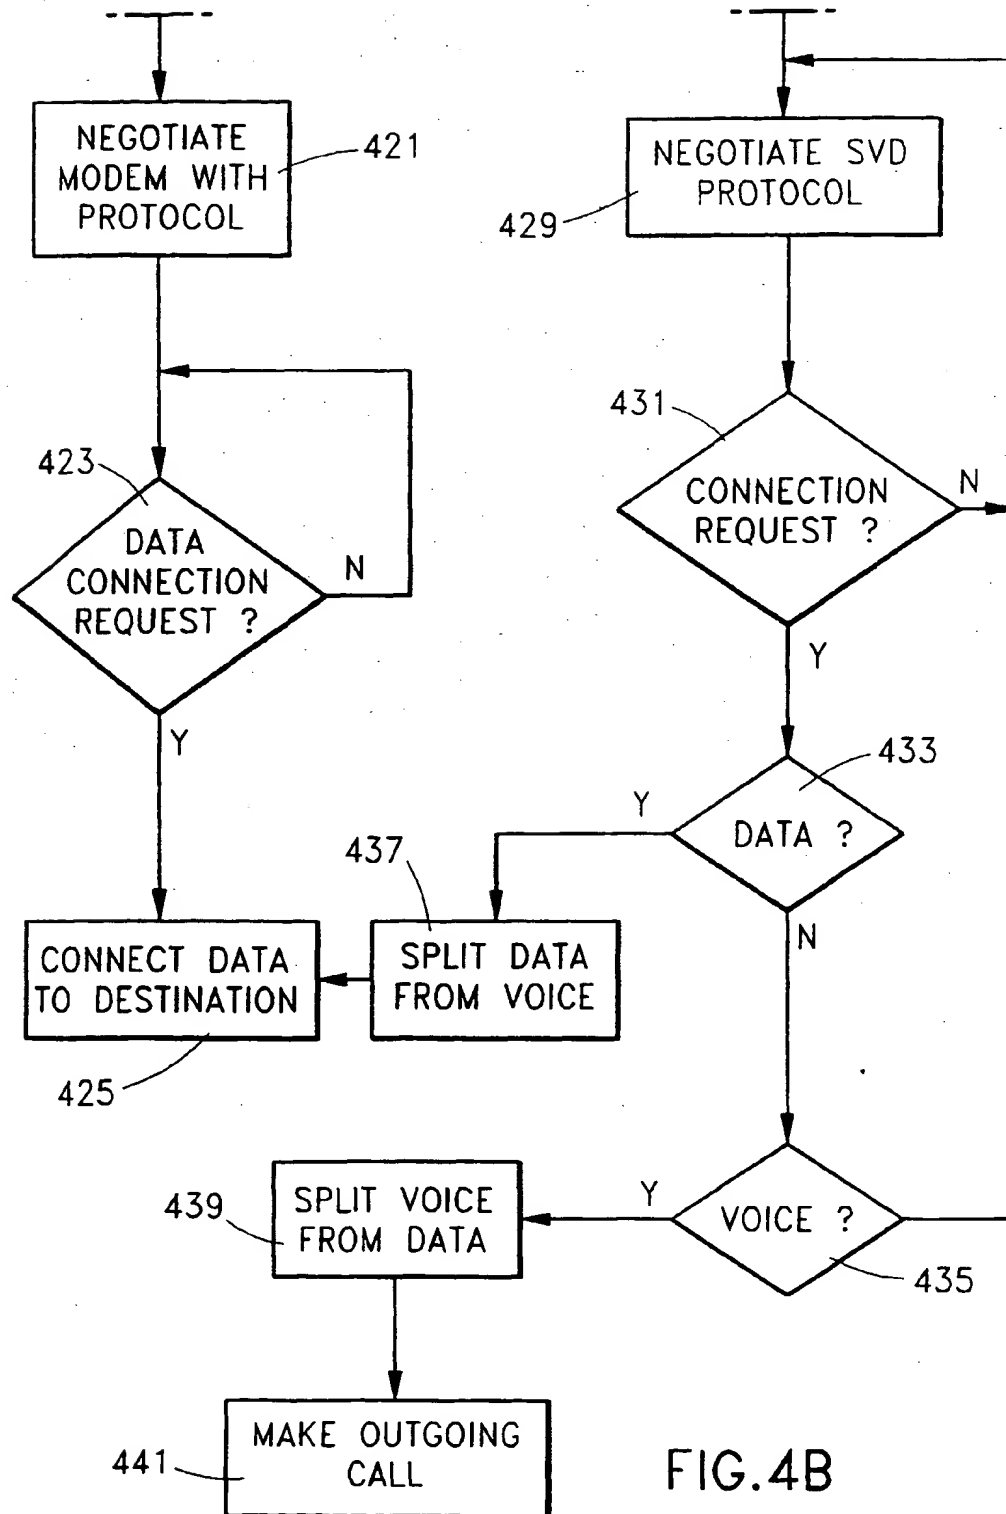 NEGOTIATE
MODEM WITH
PROTOCOL
421
NEGOTIATE SVD
PROTOCOL
429
423
DATA
CONNECTION
REQUEST ?
N
Y
431
CONNECTION
REQUEST ?
N
Y
433
DATA ?
Y
N
437
SPLIT DATA
FROM VOICE
CONNECT DATA
TO DESTINATION
425
VOICE ?
Y
435
439
SPLIT VOICE
FROM DATA
MAKE OUTGOING
CALL
441
FIG.4B